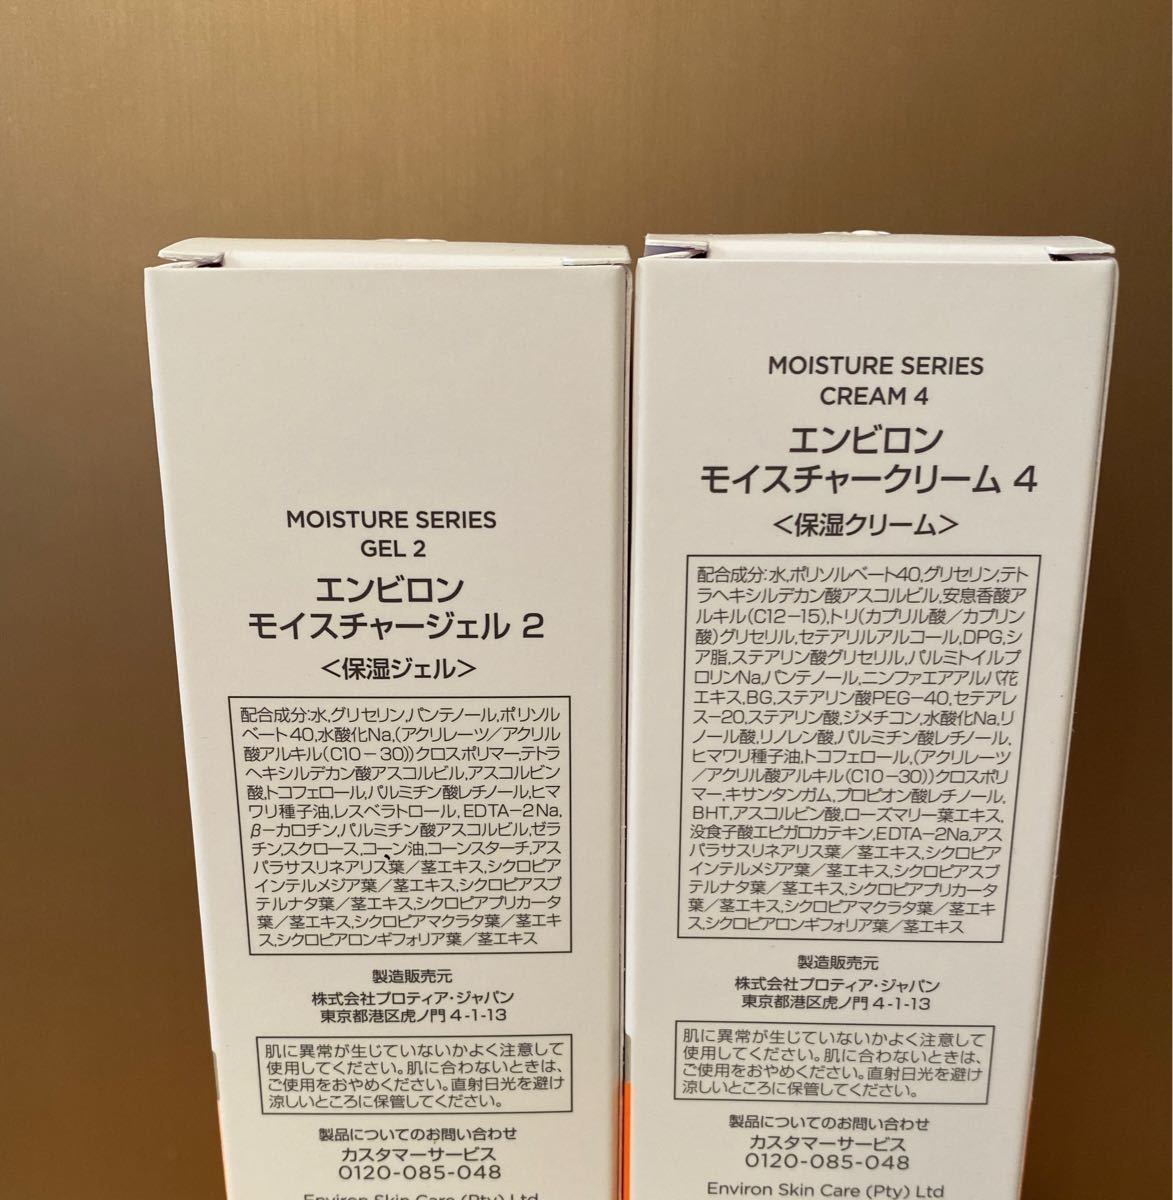 MOISTURE SERIES
GEL 2
エンビロン
モイスチャージェル 2
<保湿ジェル>
配合成分:水,グリセリン,パンテノール,ポリソル
ベート40,水酸化Na,(アクリレーツ/アクリル
酸アルキル(C10-30))クロスポリマー,テトラ
ヘキシルデカン酸アスコルビル,アスコルビン
酸,トコフェロール,パルミチン酸レチノール,ヒマ
ワリ種子油,レスベラトロール,EDTA-2Na,
β-カロチン,パルミチン酸アスコルビル,ゼラ
チン,スクロース,コーン油,コーンスターチ,アス
パラサスリネアリス葉/茎エキス,シクロピア
インテルメジア葉/茎エキス,シクロピアスブ
テルナタ葉/茎エキス,シクロピアプリカータ
葉/茎エキス,シクロピアマクラタ葉/茎エキ
ス,シクロピアロンギフォリア葉/茎エキス
製造販売元
株式会社プロティア・ジャパン
東京都港区虎ノ門 4-1-13
肌に異常が生じていないかよく注意して
使用してください。肌に合わないときは、
ご使用をおやめください。直射日光を避け
涼しいところに保管してください。
製品についてのお問い合わせ
カスタマーサービス
0120-085-048
Environ Skin Care (Pty) Ltd
MOISTURE SERIES
CREAM 4
エンビロン
モイスチャークリーム 4
<保湿クリーム>
配合成分:水,ポリソルベート40,グリセリン,テト
ラヘキシルデカン酸アスコルビル,安息香酸ア
ルキル(C12-15),トリ(カプリル酸/カプリン
酸)グリセリル,セテアリルアルコール,DPG,シ
ア脂,ステアリン酸グリセリル,パルミトイルプ
ロリンNa,パンテノール,ニンファエアアルバ花
エキス,BG,ステアリン酸PEG-40,セテアレ
ス-20,ステアリン酸,ジメチコン,水酸化Na,リ
ノール酸,リノレン酸,パルミチン酸レチノール,
ヒマワリ種子油,トコフェロール,(アクリレーツ
/アクリル酸アルキル(C10-30))クロスポリ
マー,キサンタンガム,プロピオン酸レチノール,
BHT,アスコルビン酸,ローズマリー葉エキス,
没食子酸エピガロカテキン,EDTA-2Na,アス
パラサスリネアリス葉/茎エキス,シクロピア
インテルメジア葉/茎エキス,シクロピアスブ
テルナタ葉/茎エキス,シクロピアプリカータ
葉/茎エキス,シクロピアマクラタ葉/茎エキ
ス,シクロピアロンギフォリア葉/茎エキス
製造販売元
株式会社プロティア・ジャパン
東京都港区虎ノ門 4-1-13
肌に異常が生じていないかよく注意して
使用してください。肌に合わないときは、
ご使用をおやめください。直射日光を避け
涼しいところに保管してください。
製品についてのお問い合わせ
カスタマーサービス
0120-085-048
Environ Skin Care (Pty) Ltd